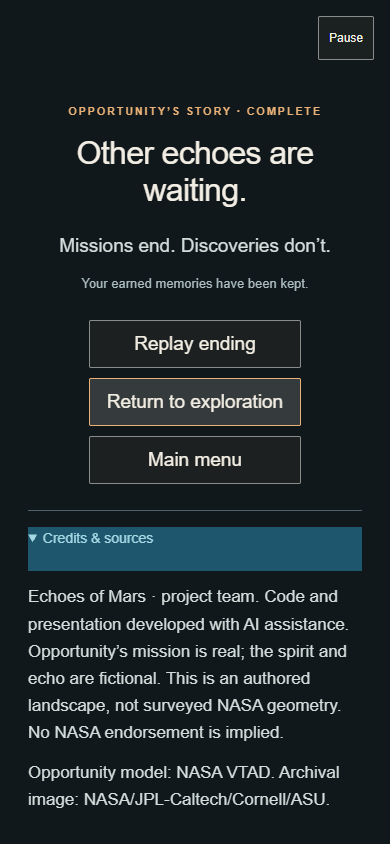 Pause
OPPORTUNITY’S STORY · COMPLETE
Other echoes are
waiting.
Missions end. Discoveries don’t.
Your earned memories have been kept.
Replay ending
Return to exploration
Main menu
▼ Credits & sources
Echoes of Mars · project team. Code and
presentation developed with AI assistance.
Opportunity’s mission is real; the spirit and
echo are fictional. This is an authored
landscape, not surveyed NASA geometry.
No NASA endorsement is implied.
Opportunity model: NASA VTAD. Archival
image: NASA/JPL-Caltech/Cornell/ASU.